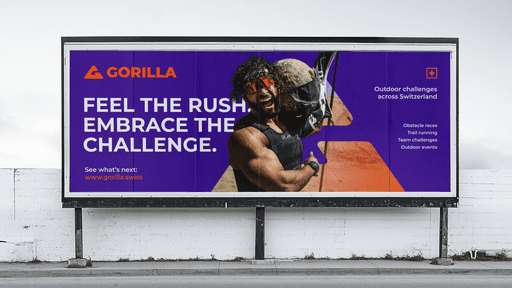 GORILLA
FEEL THE RUSH.
EMBRACE THE
CHALLENGE.
See what's next:
www.gorilla.swiss
Outdoor challenges
across Switzerland
Obstacle races
Trail running
Team challenges
Outdoor events